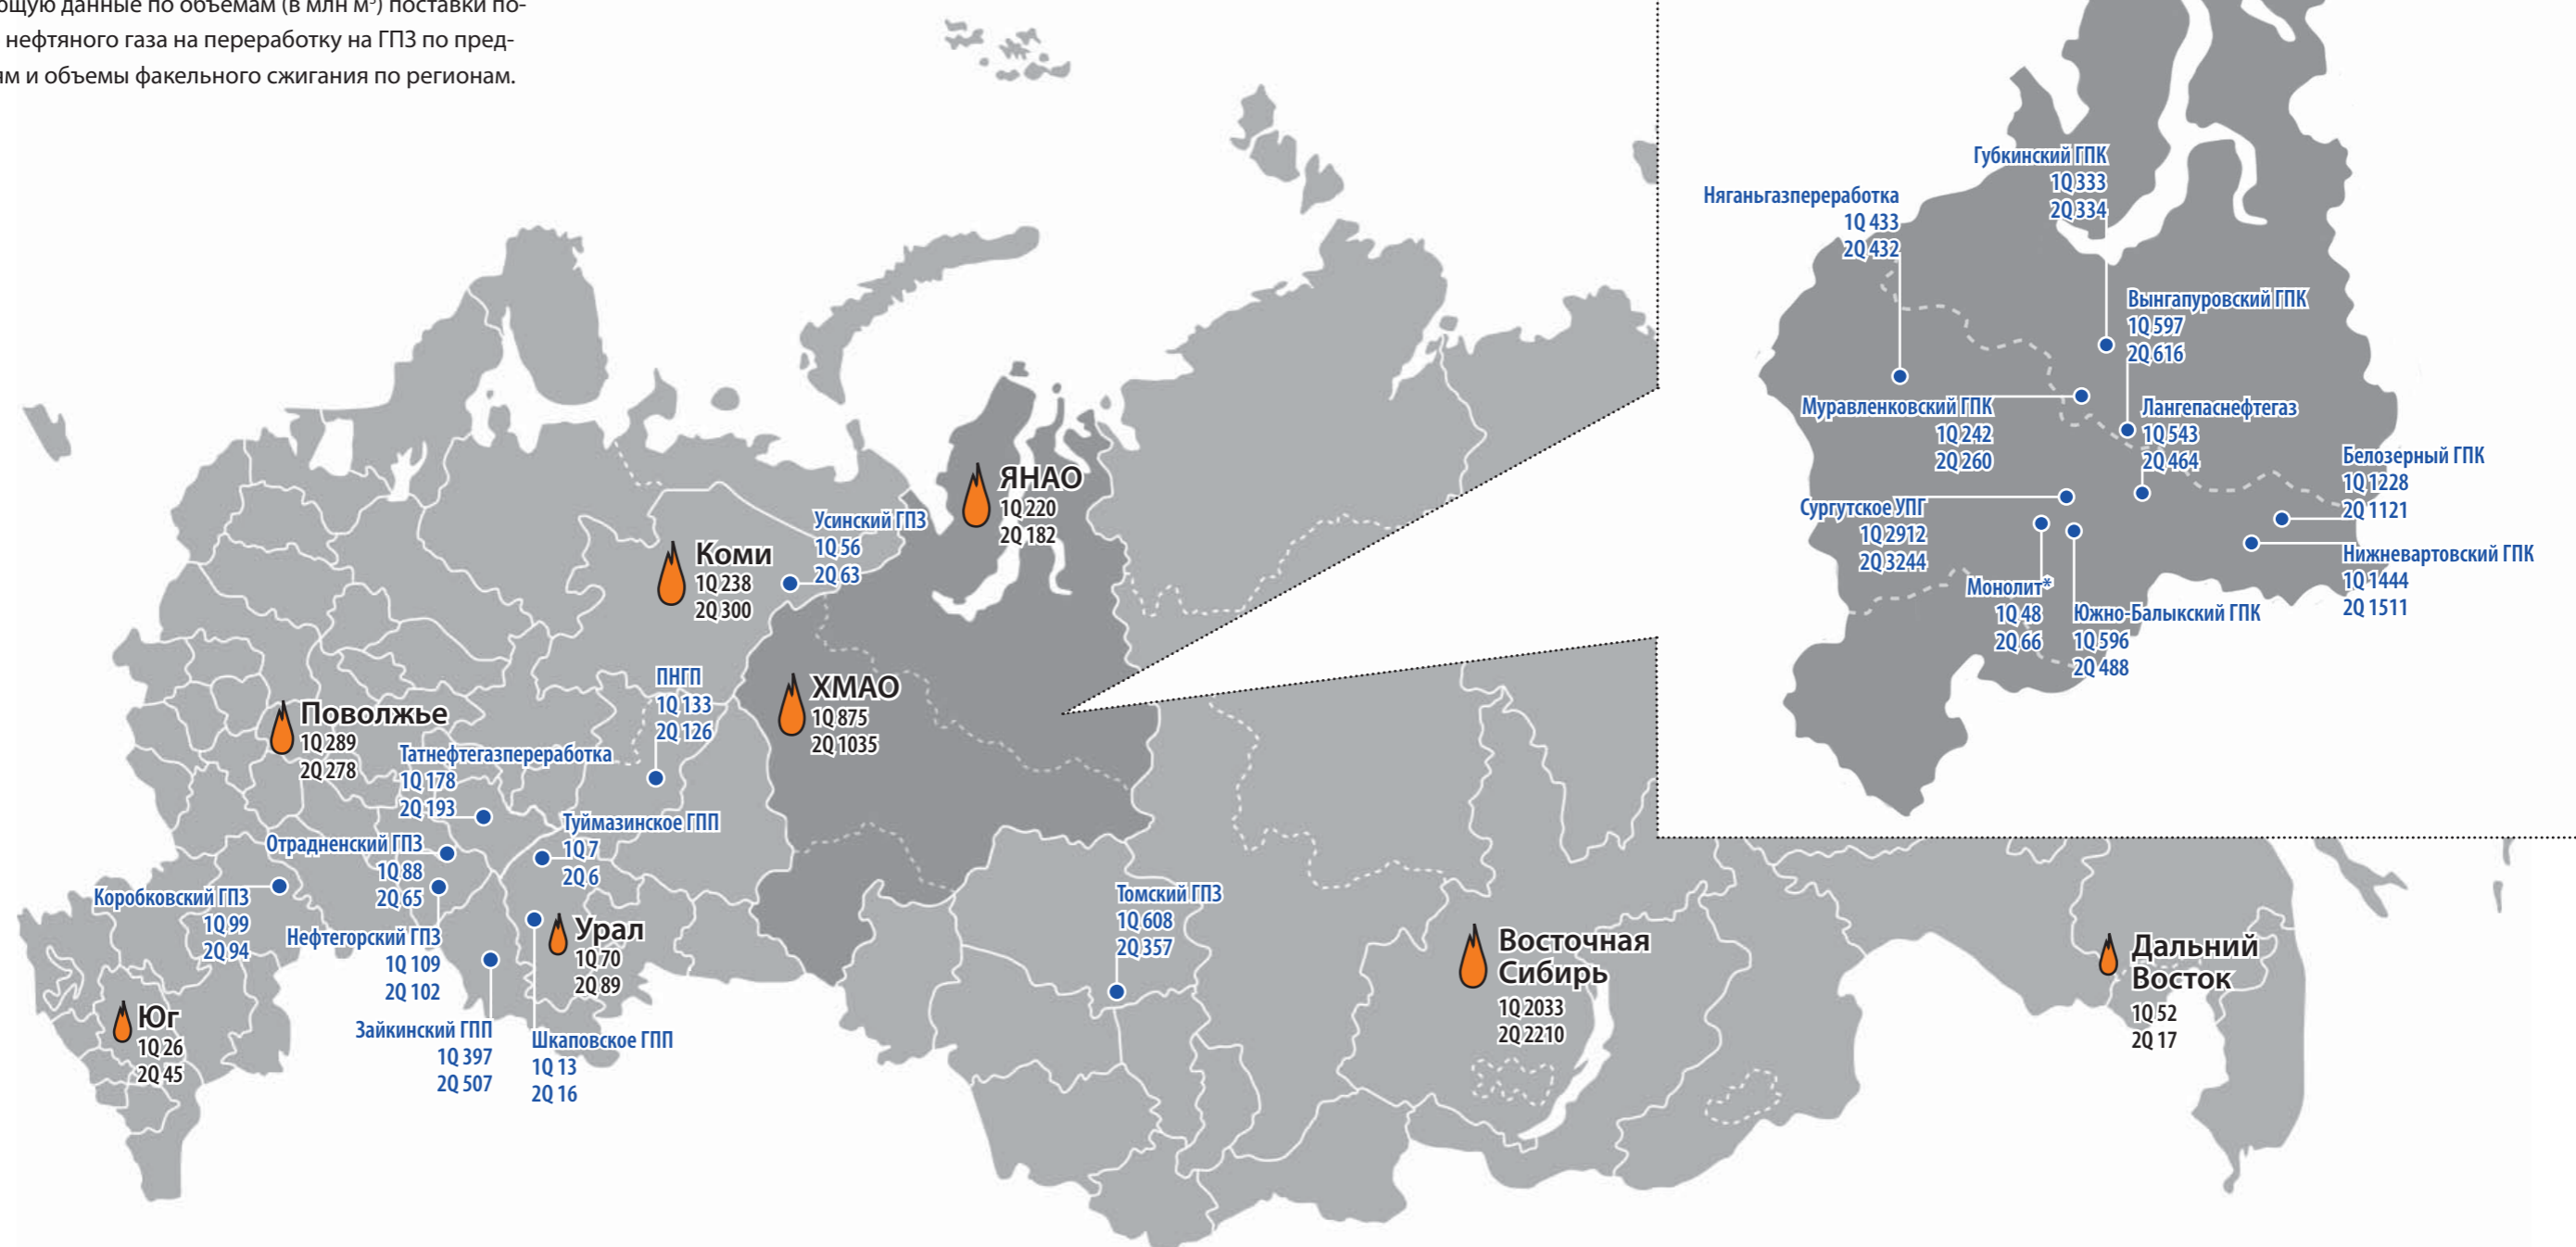 ющую данные по объемам (в млн м³) поставки по-
нефтяного газа на переработку на ГПЗ по пред-
ям и объемы факельного сжигания по регионам.
Губкинский ГПК
1Q 333
2Q 334
Няганьгазпереработка
1Q 433
2Q 432
Вынгапуровский ГПК
1Q 597
2Q 616
Муравленковский ГПК
1Q 242
2Q 260
Лангепаснефтегаз
1Q 543
2Q 464
Белозерный ГПК
1Q 1228
2Q 1121
Сургутское УПГ
1Q 2912
2Q 3244
Нижневартовский ГПК
1Q 1444
2Q 1511
Монолит*
1Q 48
2Q 66
Южно-Балыкский ГПК
1Q 596
2Q 488
ЯНАО
1Q 220
2Q 182
Усинский ГПЗ
1Q 56
2Q 63
Коми
1Q 238
2Q 300
ПНГП
1Q 133
2Q 126
ХМАО
1Q 875
2Q 1035
Поволжье
1Q 289
2Q 278
Татнефтегазпереработка
1Q 178
2Q 193
Туймазинское ГПП
1Q 7
2Q 6
Отрадненский ГПЗ
1Q 88
2Q 65
Коробковский ГПЗ
1Q 99
2Q 94
Нефтегорский ГПЗ
1Q 109
2Q 102
Урал
1Q 70
2Q 89
Томский ГПЗ
1Q 608
2Q 357
Восточная
Сибирь
1Q 2033
2Q 2210
Дальний
Восток
1Q 52
2Q 17
Юг
1Q 26
2Q 45
Зайкинский ГПП
1Q 397
2Q 507
Шкаповское ГПП
1Q 13
2Q 16